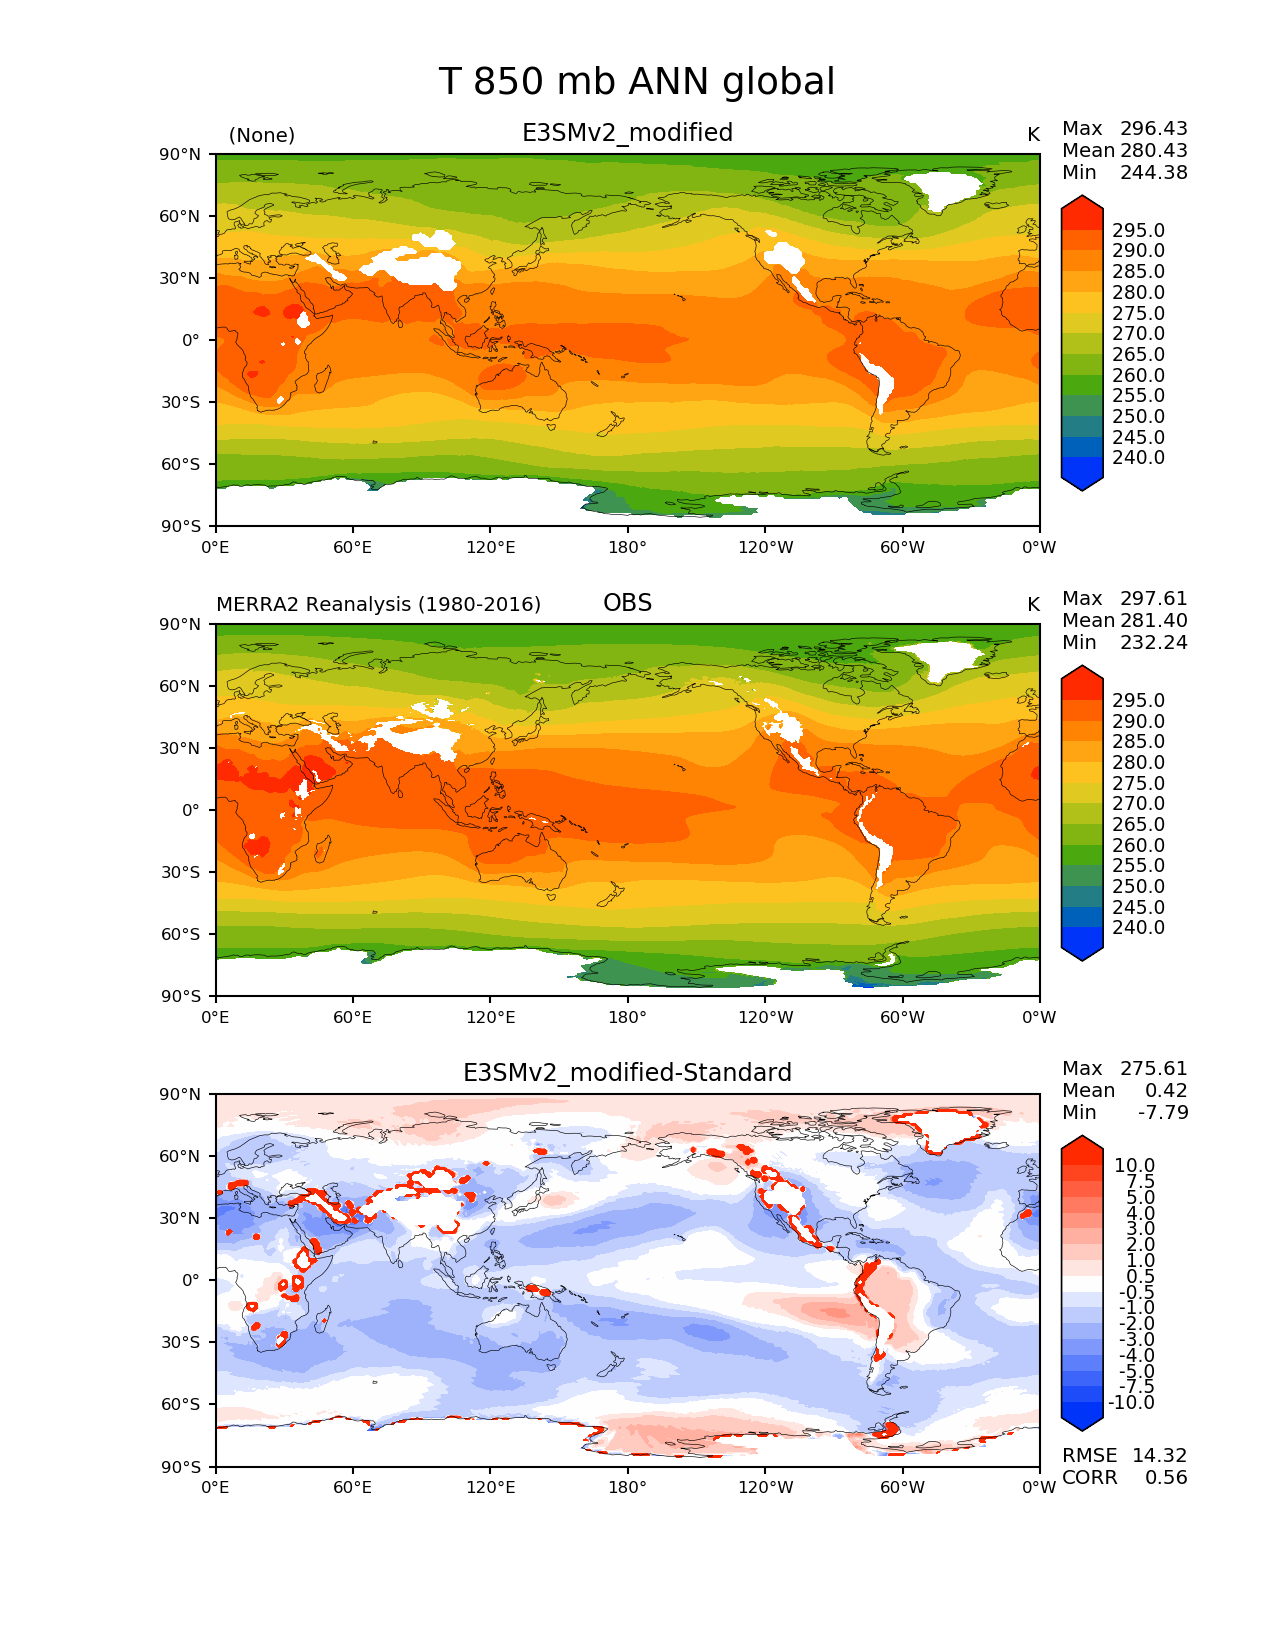 T 850 mb ANN global
(None) E3SMv2_modified K
Max 296.43
Mean 280.43
Min 244.38
90°N
60°N
30°N
0°
30°S
60°S
90°S
0°E 60°E 120°E 180° 120°W 60°W 0°W
295.0
290.0
285.0
280.0
275.0
270.0
265.0
260.0
255.0
250.0
245.0
240.0
MERRA2 Reanalysis (1980-2016) OBS K
Max 297.61
Mean 281.40
Min 232.24
90°N
60°N
30°N
0°
30°S
60°S
90°S
0°E 60°E 120°E 180° 120°W 60°W 0°W
295.0
290.0
285.0
280.0
275.0
270.0
265.0
260.0
255.0
250.0
245.0
240.0
E3SMv2_modified-Standard
Max 275.61
Mean 0.42
Min -7.79
90°N
60°N
30°N
0°
30°S
60°S
90°S
0°E 60°E 120°E 180° 120°W 60°W 0°W
10.0
7.5
5.0
4.0
3.0
2.0
1.0
0.5
-0.5
-1.0
-2.0
-3.0
-4.0
-5.0
-7.5
-10.0
RMSE 14.32
CORR 0.56